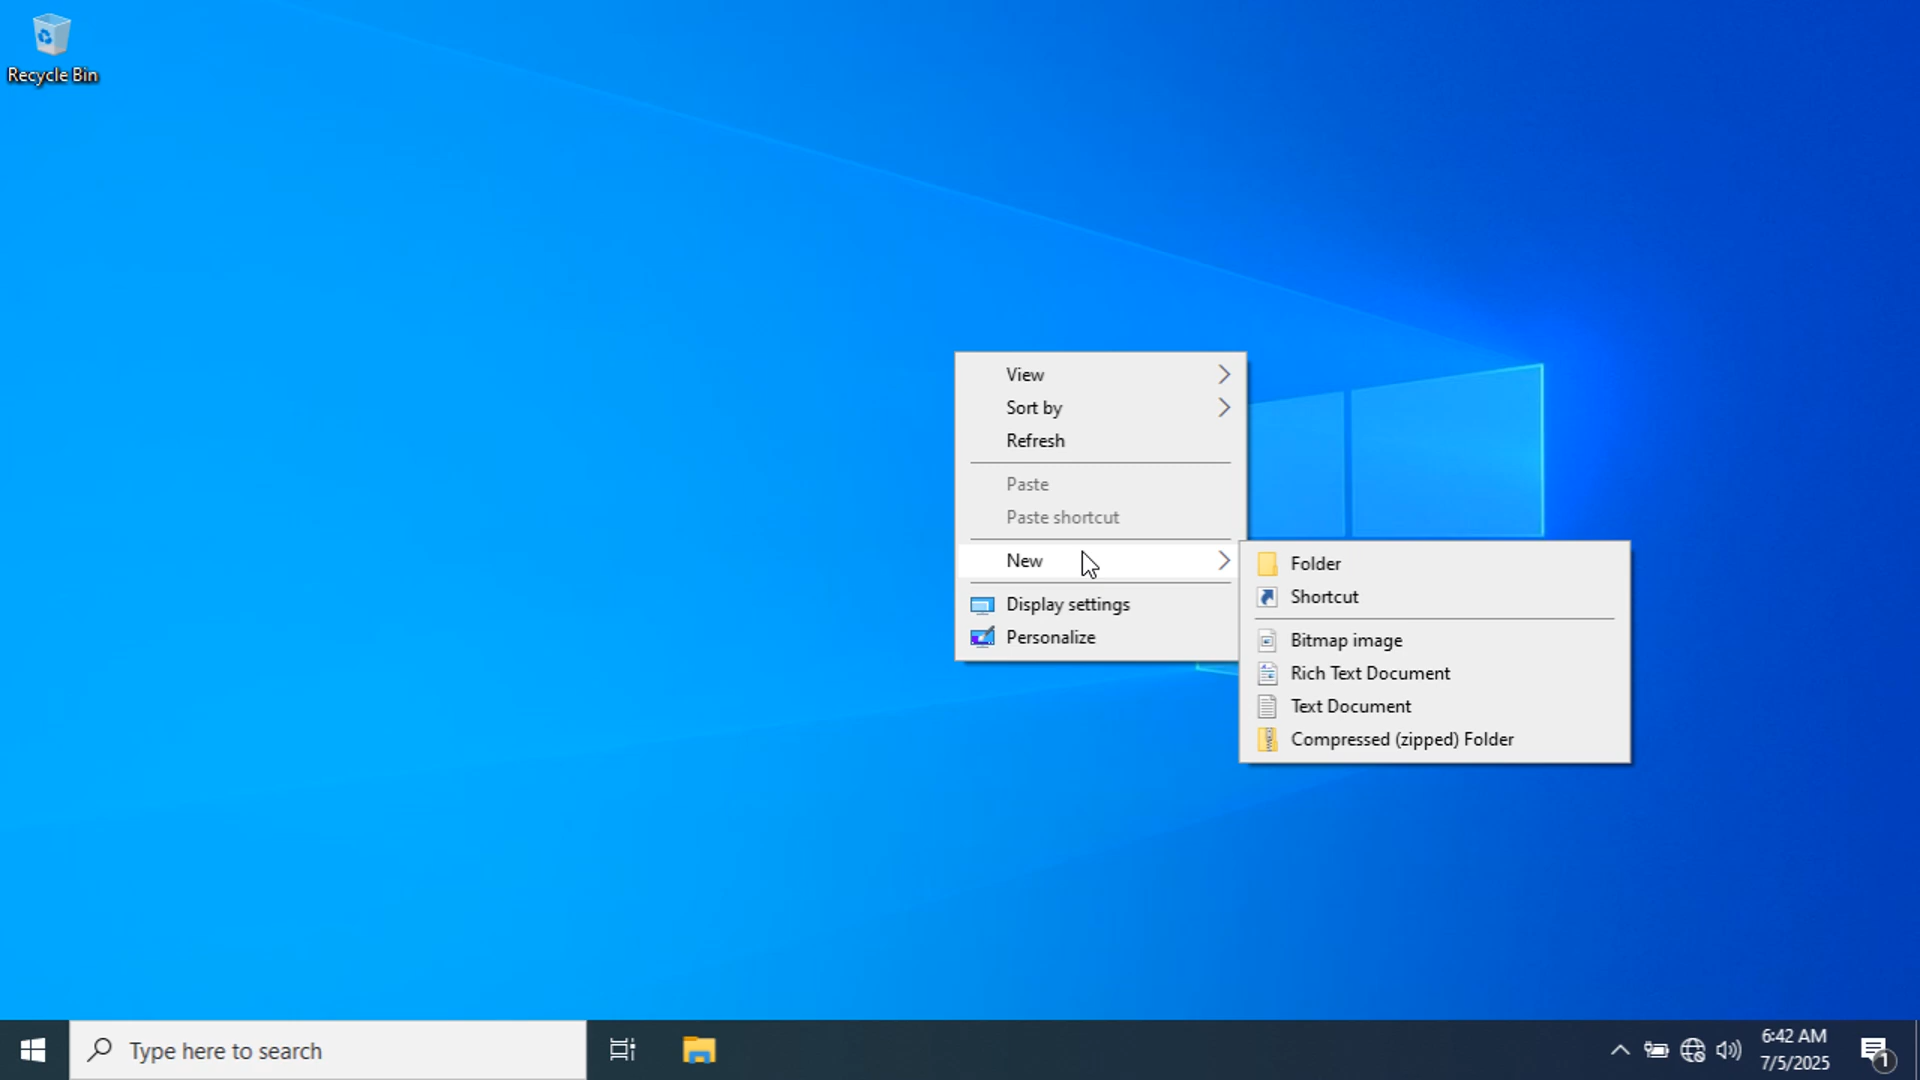 Recycle Bin
View
Sort by
Refresh
Paste
Paste shortcut
New
Display settings
Personalize
Folder
Shortcut
Bitmap image
Rich Text Document
Text Document
Compressed (zipped) Folder
Type here to search
6:42 AM
7/5/2025
1